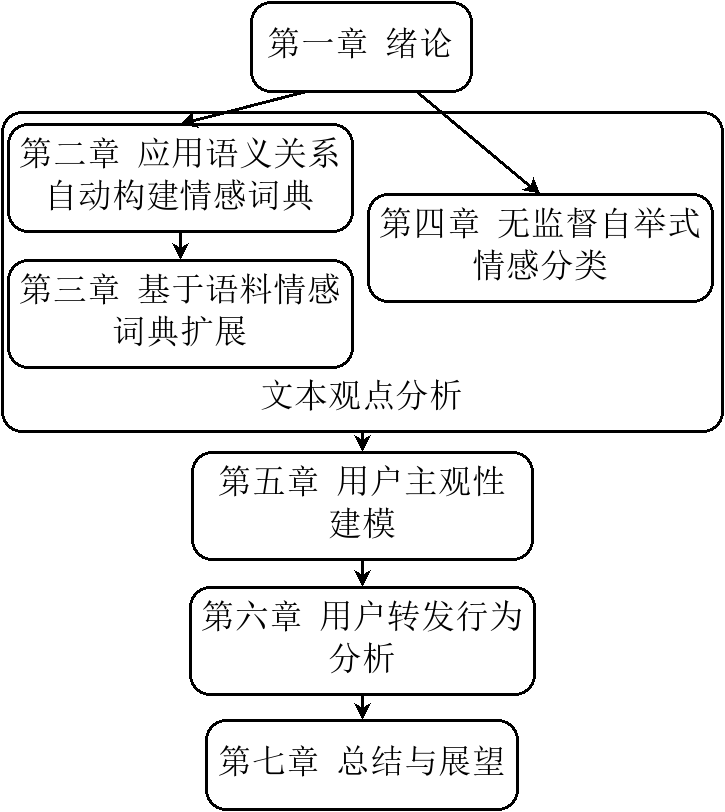 第一章 绪论
第二章 应用语义关系
自动构建情感词典
第四章 无监督自举式
情感分类
第三章 基于语料情感
词典扩展
文本观点分析
第五章 用户主观性
建模
第六章 用户转发行为
分析
第七章 总结与展望